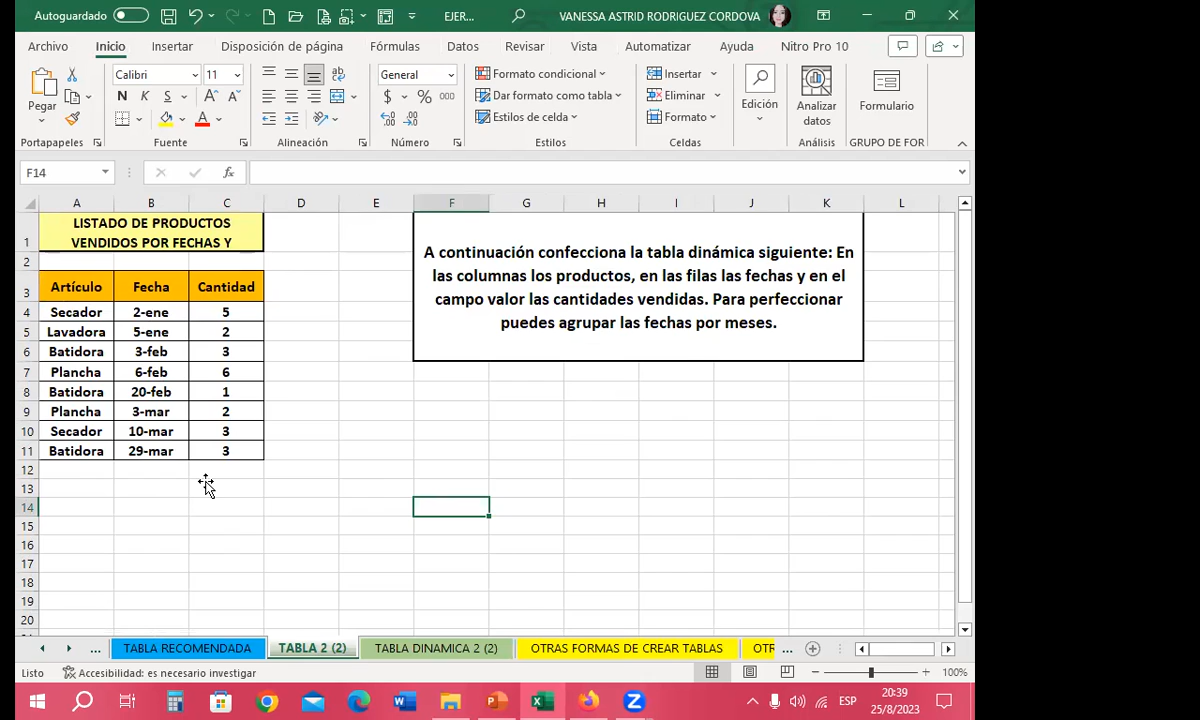 Autoguardado
EJER...
VANESSA ASTRID RODRIGUEZ CORDOVA
Archivo Inicio Insertar Disposición de página Fórmulas Datos Revisar Vista Automatizar Ayuda Nitro Pro 10
Pegar
Portapapeles
Calibri 11
N K S
Fuente
Alineación
General
$ % 000
Número
Formato condicional
Dar formato como tabla
Estilos de celda
Estilos
Insertar
Eliminar
Formato
Celdas
Edición
Analizar
datos
Análisis
Formulario
GRUPO DE FOR
F14 fx
A B C D E F G H I J K L
1 LISTADO DE PRODUCTOS
VENDIDOS POR FECHAS Y
2
3 Artículo Fecha Cantidad
4 Secador 2-ene 5
5 Lavadora 5-ene 2
6 Batidora 3-feb 3
7 Plancha 6-feb 6
8 Batidora 20-feb 1
9 Plancha 3-mar 2
10 Secador 10-mar 3
11 Batidora 29-mar 3
12
13
14
15
16
17
18
19
20
A continuación confecciona la tabla dinámica siguiente: En
las columnas los productos, en las filas las fechas y en el
campo valor las cantidades vendidas. Para perfeccionar
puedes agrupar las fechas por meses.
... TABLA RECOMENDADA TABLA 2 (2) TABLA DINAMICA 2 (2) OTRAS FORMAS DE CREAR TABLAS OTR ...
Listo Accesibilidad: es necesario investigar 100%
ESP
20:39
25/8/2023